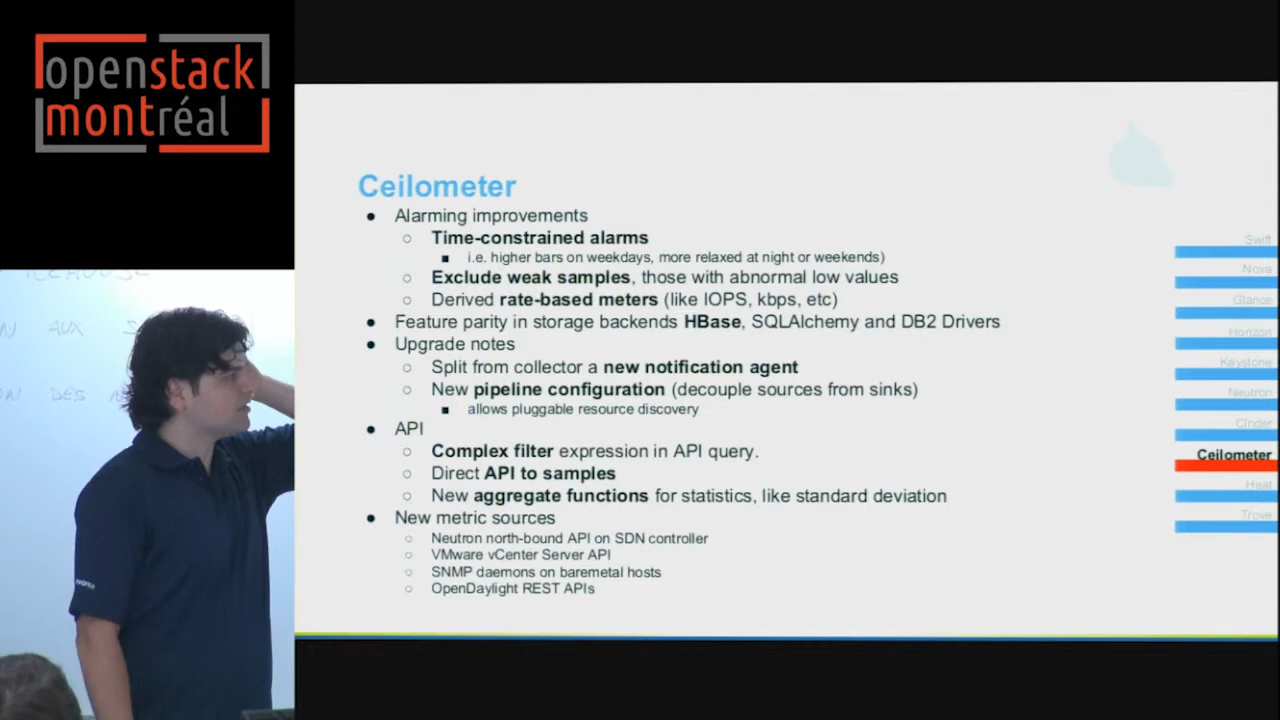 openstack
montréal
Ceilometer
● Alarming improvements
○ Time-constrained alarms
■ i.e. higher bars on weekdays, more relaxed at night or weekends)
○ Exclude weak samples, those with abnormal low values
○ Derived rate-based meters (like IOPS, kbps, etc)
● Feature parity in storage backends HBase, SQLAlchemy and DB2 Drivers
● Upgrade notes
○ Split from collector a new notification agent
○ New pipeline configuration (decouple sources from sinks)
■ allows pluggable resource discovery
● API
○ Complex filter expression in API query.
○ Direct API to samples
○ New aggregate functions for statistics, like standard deviation
● New metric sources
○ Neutron north-bound API on SDN controller
○ VMware vCenter Server API
○ SNMP daemons on baremetal hosts
○ OpenDaylight REST APIs
Swift
Nova
Glance
Horizon
Keystone
Neutron
Cinder
Ceilometer
Heat
Trove
AUX
DES